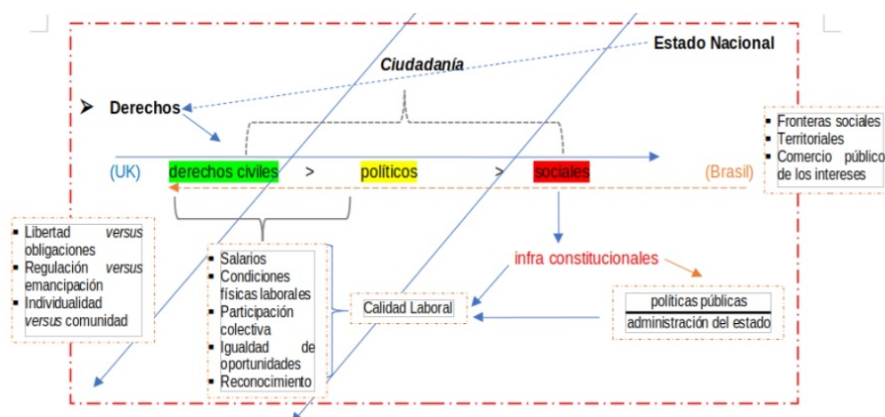 Estado Nacional
Ciudadanía
➤ Derechos
▪ Fronteras sociales
▪ Territoriales
▪ Comercio público
de los intereses
(UK) derechos civiles > políticos > sociales (Brasil)
▪ Libertad versus
obligaciones
▪ Regulación versus
emancipación
▪ Individualidad
versus comunidad
▪ Salarios
▪ Condiciones
físicas laborales
▪ Participación
colectiva
▪ Igualdad de
oportunidades
▪ Reconocimiento
Calidad Laboral
infra constitucionales
políticas públicas
administración del estado